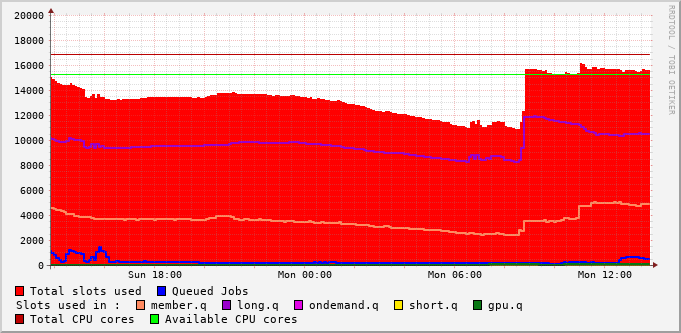 20000
18000
16000
14000
12000
10000
8000
6000
4000
2000
0
Sun 18:00 Mon 00:00 Mon 06:00 Mon 12:00
RRDTOOL / TOBI OETIKER
Total slots used Queued Jobs
Slots used in : member.q long.q ondemand.q short.q gpu.q
Total CPU cores Available CPU cores